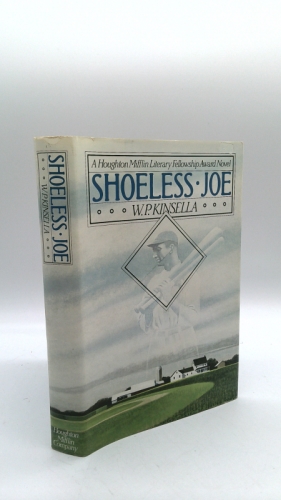 A Houghton Mifflin Literary Fellowship Award Novel
SHOELESS · JOE
W.P. KINSELLA
SHOELESS · JOE
W.P. KINSELLA
Houghton
Mifflin
Company